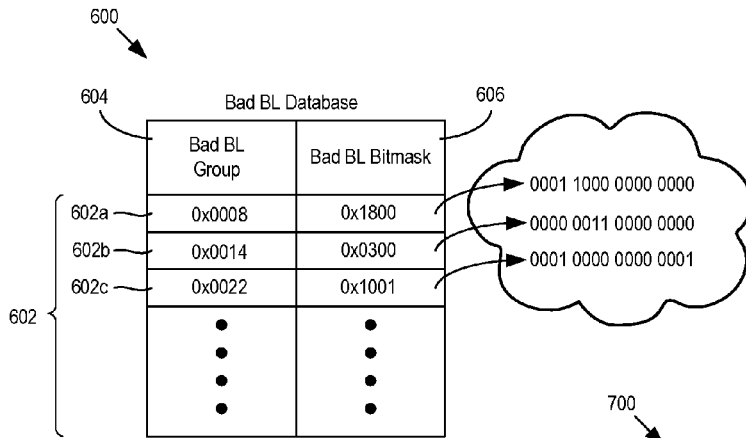 600
604
Bad BL Database
606
Bad BL Group
Bad BL Bitmask
602a
0x0008
0x1800
0001 1000 0000 0000
602b
0x0014
0x0300
0000 0011 0000 0000
602c
0x0022
0x1001
0001 0000 0000 0001
602
700